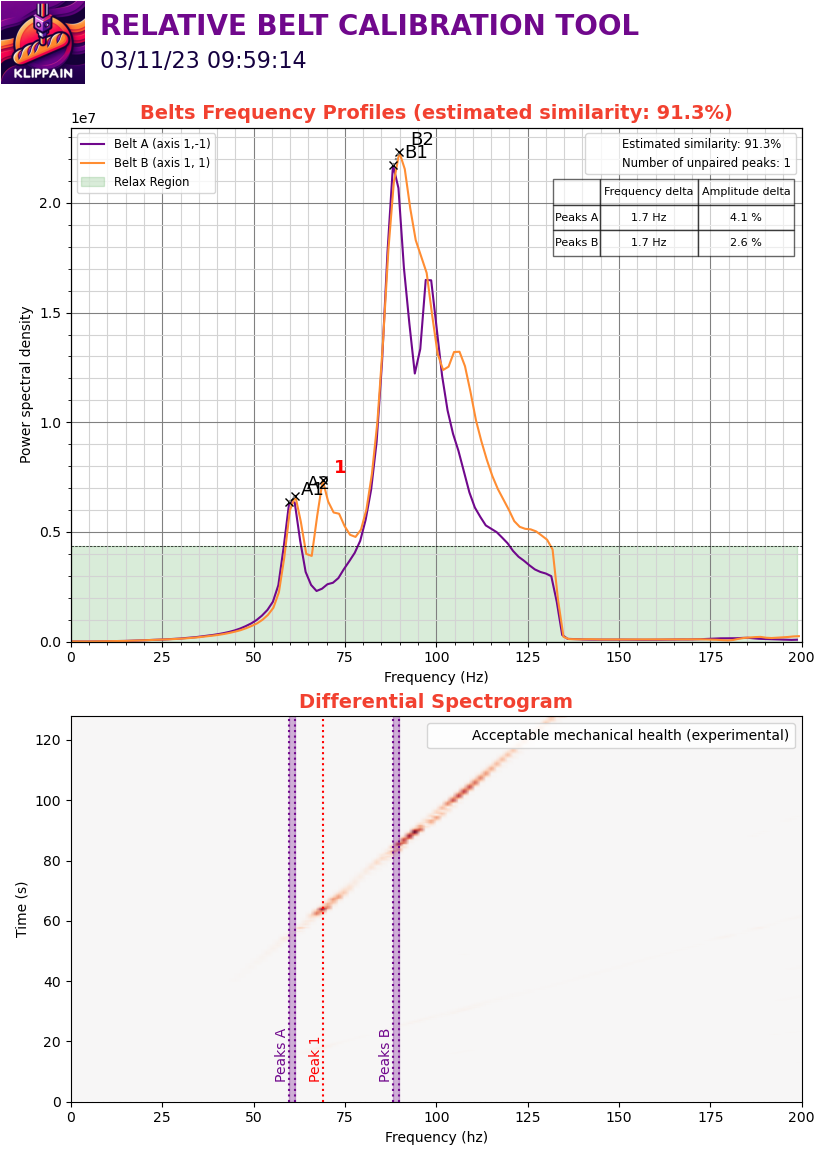 KLIPPAIN
RELATIVE BELT CALIBRATION TOOL
03/11/23 09:59:14
Belts Frequency Profiles (estimated similarity: 91.3%)
1e7
Belt A (axis 1,-1)
Belt B (axis 1, 1)
Relax Region
Estimated similarity: 91.3%
Number of unpaired peaks: 1
Frequency delta Amplitude delta
Peaks A 1.7 Hz 4.1 %
Peaks B 1.7 Hz 2.6 %
B2
B1
1
A2
A1
2.0
1.5
1.0
0.5
0.0
Power spectral density
0 25 50 75 100 125 150 175 200
Frequency (Hz)
Differential Spectrogram
Acceptable mechanical health (experimental)
120
100
80
60
40
20
0
Time (s)
Peaks A
Peak 1
Peaks B
0 25 50 75 100 125 150 175 200
Frequency (hz)